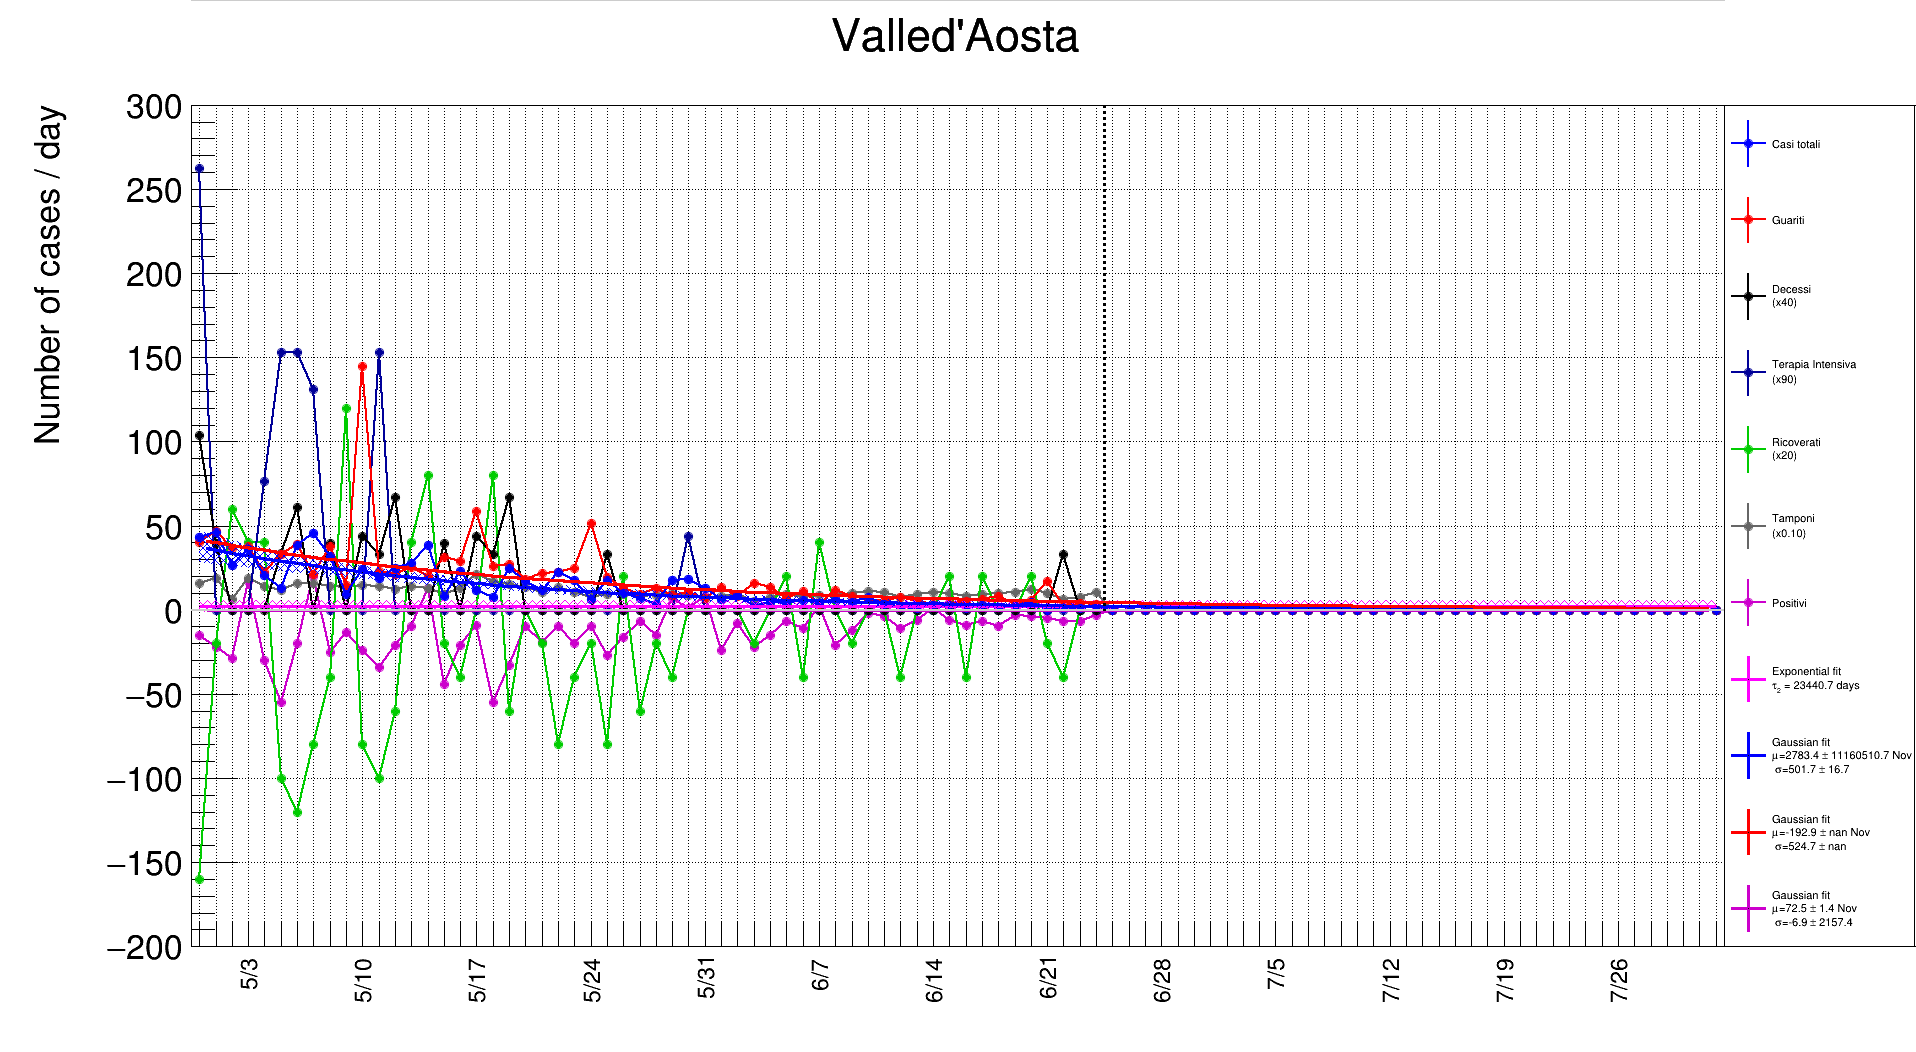 Valled'Aosta
Number of cases / day
300
250
200
150
100
50
0
−50
−100
−150
−200
5/3
5/10
5/17
5/24
5/31
6/7
6/14
6/21
6/28
7/5
7/12
7/19
7/26
Casi totali
Guariti
Decessi
(x40)
Terapia Intensiva
(x90)
Ricoverati
(x20)
Tamponi
(x0.10)
Positivi
Exponential fit
τ₂ = 23440.7 days
Gaussian fit
μ=2783.4 ± 11160510.7 Nov
σ=501.7 ± 16.7
Gaussian fit
μ=-192.9 ± nan Nov
σ=524.7 ± nan
Gaussian fit
μ=72.5 ± 1.4 Nov
σ=-6.9 ± 2157.4